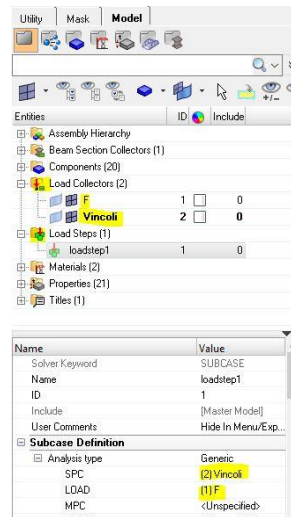 Utility Mask Model
Entities ID Include
Assembly Hierarchy
Beam Section Collectors (1)
Components (20)
Load Collectors (2)
F 1 0
Vincoli 2 0
Load Steps (1)
loadstep1 1 0
Materials (2)
Properties (21)
Titles (1)
Name Value
Solver Keyword SUBCASE
Name loadstep1
ID 1
Include [Master Model]
User Comments Hide In Menu/Exp...
Subcase Definition
Analysis type Generic
SPC (2) Vincoli
LOAD (1) F
MPC <Unspecified>